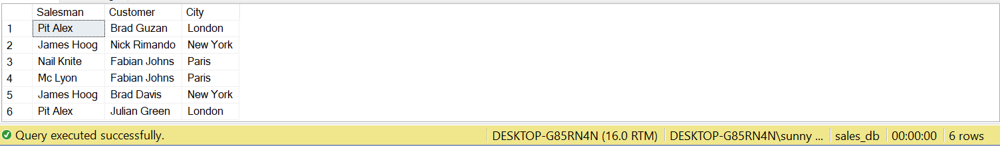 Salesman Customer City
1 Pit Alex Brad Guzan London
2 James Hoog Nick Rimando New York
3 Nail Knite Fabian Johns Paris
4 Mc Lyon Fabian Johns Paris
5 James Hoog Brad Davis New York
6 Pit Alex Julian Green London
Query executed successfully. DESKTOP-G85RN4N (16.0 RTM) DESKTOP-G85RN4N\sunny ... sales_db 00:00:00 6 rows